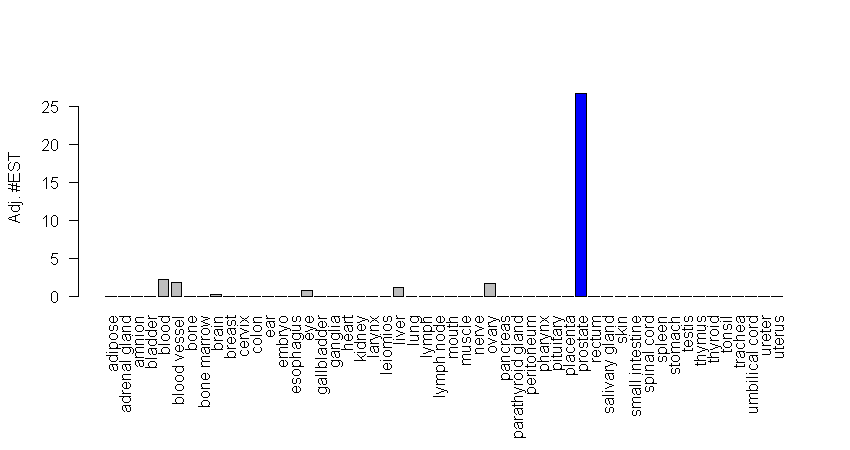 Adj. #EST
25
20
15
10
5
0
adipose
adrenal gland
amnion
bladder
blood
blood vessel
bone
bone marrow
brain
breast
cervix
colon
ear
embryo
esophagus
eye
gallbladder
ganglia
heart
kidney
larynx
leiomios
liver
lung
lymph
lymph node
mouth
muscle
nerve
ovary
pancreas
parathyroid gland
peritoneum
pharynx
pituitary
placenta
prostate
rectum
salivary gland
skin
small intestine
spinal cord
spleen
stomach
testis
thymus
thyroid
tonsil
trachea
umbilical cord
ureter
uterus